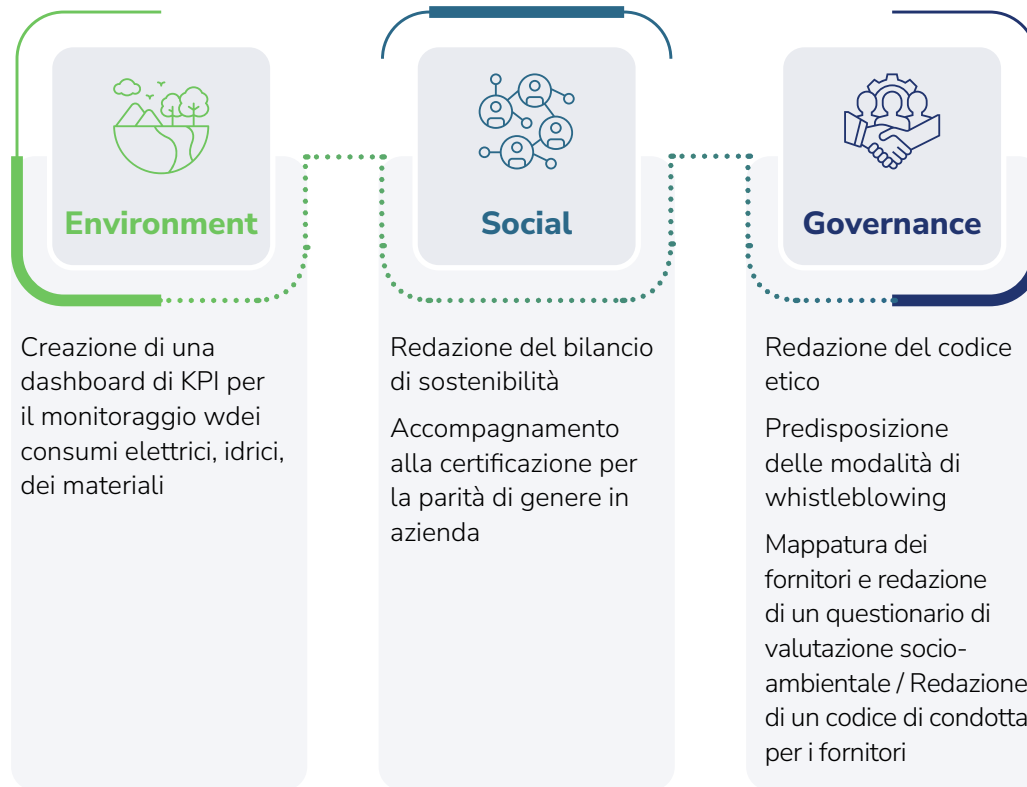 Environment
Creazione di una
dashboard di KPI per
il monitoraggio wdei
consumi elettrici, idrici,
dei materiali
Social
Redazione del bilancio
di sostenibilità
Accompagnamento
alla certificazione per
la parità di genere in
azienda
Governance
Redazione del codice
etico
Predisposizione
delle modalità di
whistleblowing
Mappatura dei
fornitori e redazione
di un questionario di
valutazione socio-
ambientale / Redazione
di un codice di condotta
per i fornitori